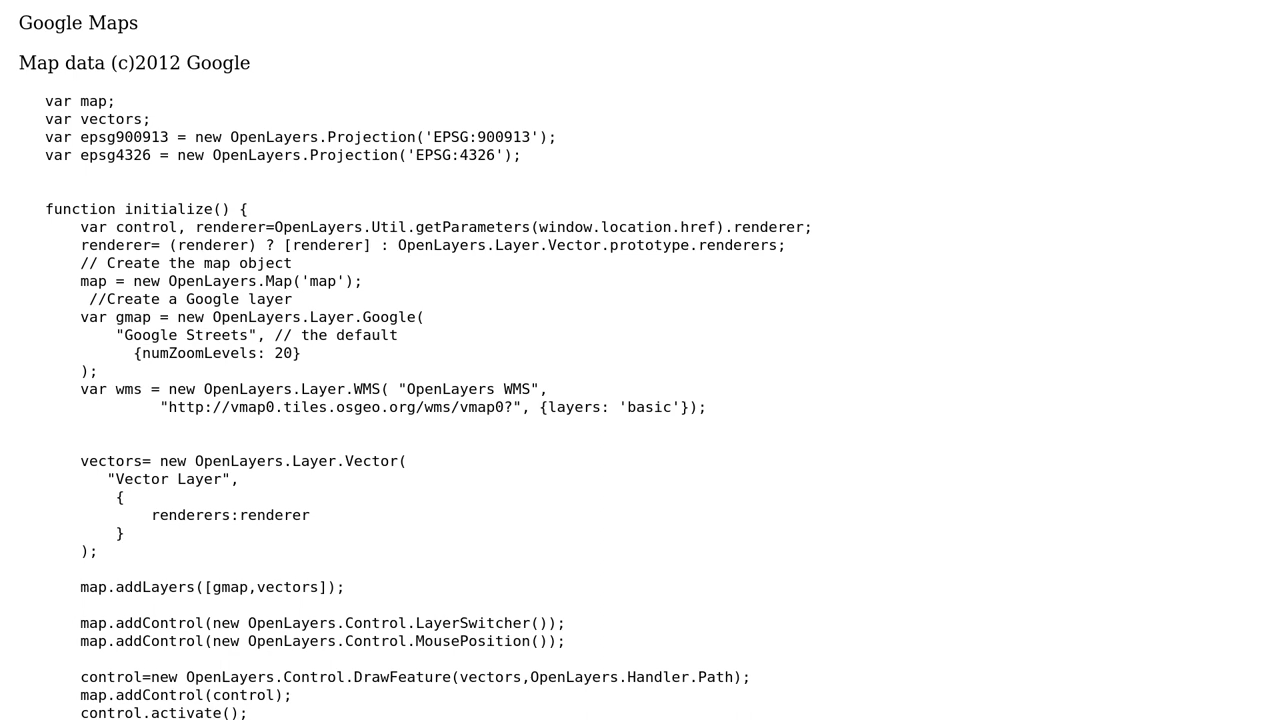 Google Maps
Map data (c)2012 Google
var map;
var vectors;
var epsg900913 = new OpenLayers.Projection('EPSG:900913');
var epsg4326 = new OpenLayers.Projection('EPSG:4326');
function initialize() {
    var control, renderer=OpenLayers.Util.getParameters(window.location.href).renderer;
    renderer= (renderer) ? [renderer] : OpenLayers.Layer.Vector.prototype.renderers;
    // Create the map object
    map = new OpenLayers.Map('map');
     //Create a Google layer
    var gmap = new OpenLayers.Layer.Google(
        "Google Streets", // the default
          {numZoomLevels: 20}
    );
    var wms = new OpenLayers.Layer.WMS( "OpenLayers WMS",
             "http://vmap0.tiles.osgeo.org/wms/vmap0?", {layers: 'basic'});
    vectors= new OpenLayers.Layer.Vector(
       "Vector Layer",
        {
            renderers:renderer
        }
    );
    map.addLayers([gmap,vectors]);
    map.addControl(new OpenLayers.Control.LayerSwitcher());
    map.addControl(new OpenLayers.Control.MousePosition());
    control=new OpenLayers.Control.DrawFeature(vectors,OpenLayers.Handler.Path);
    map.addControl(control);
    control.activate();